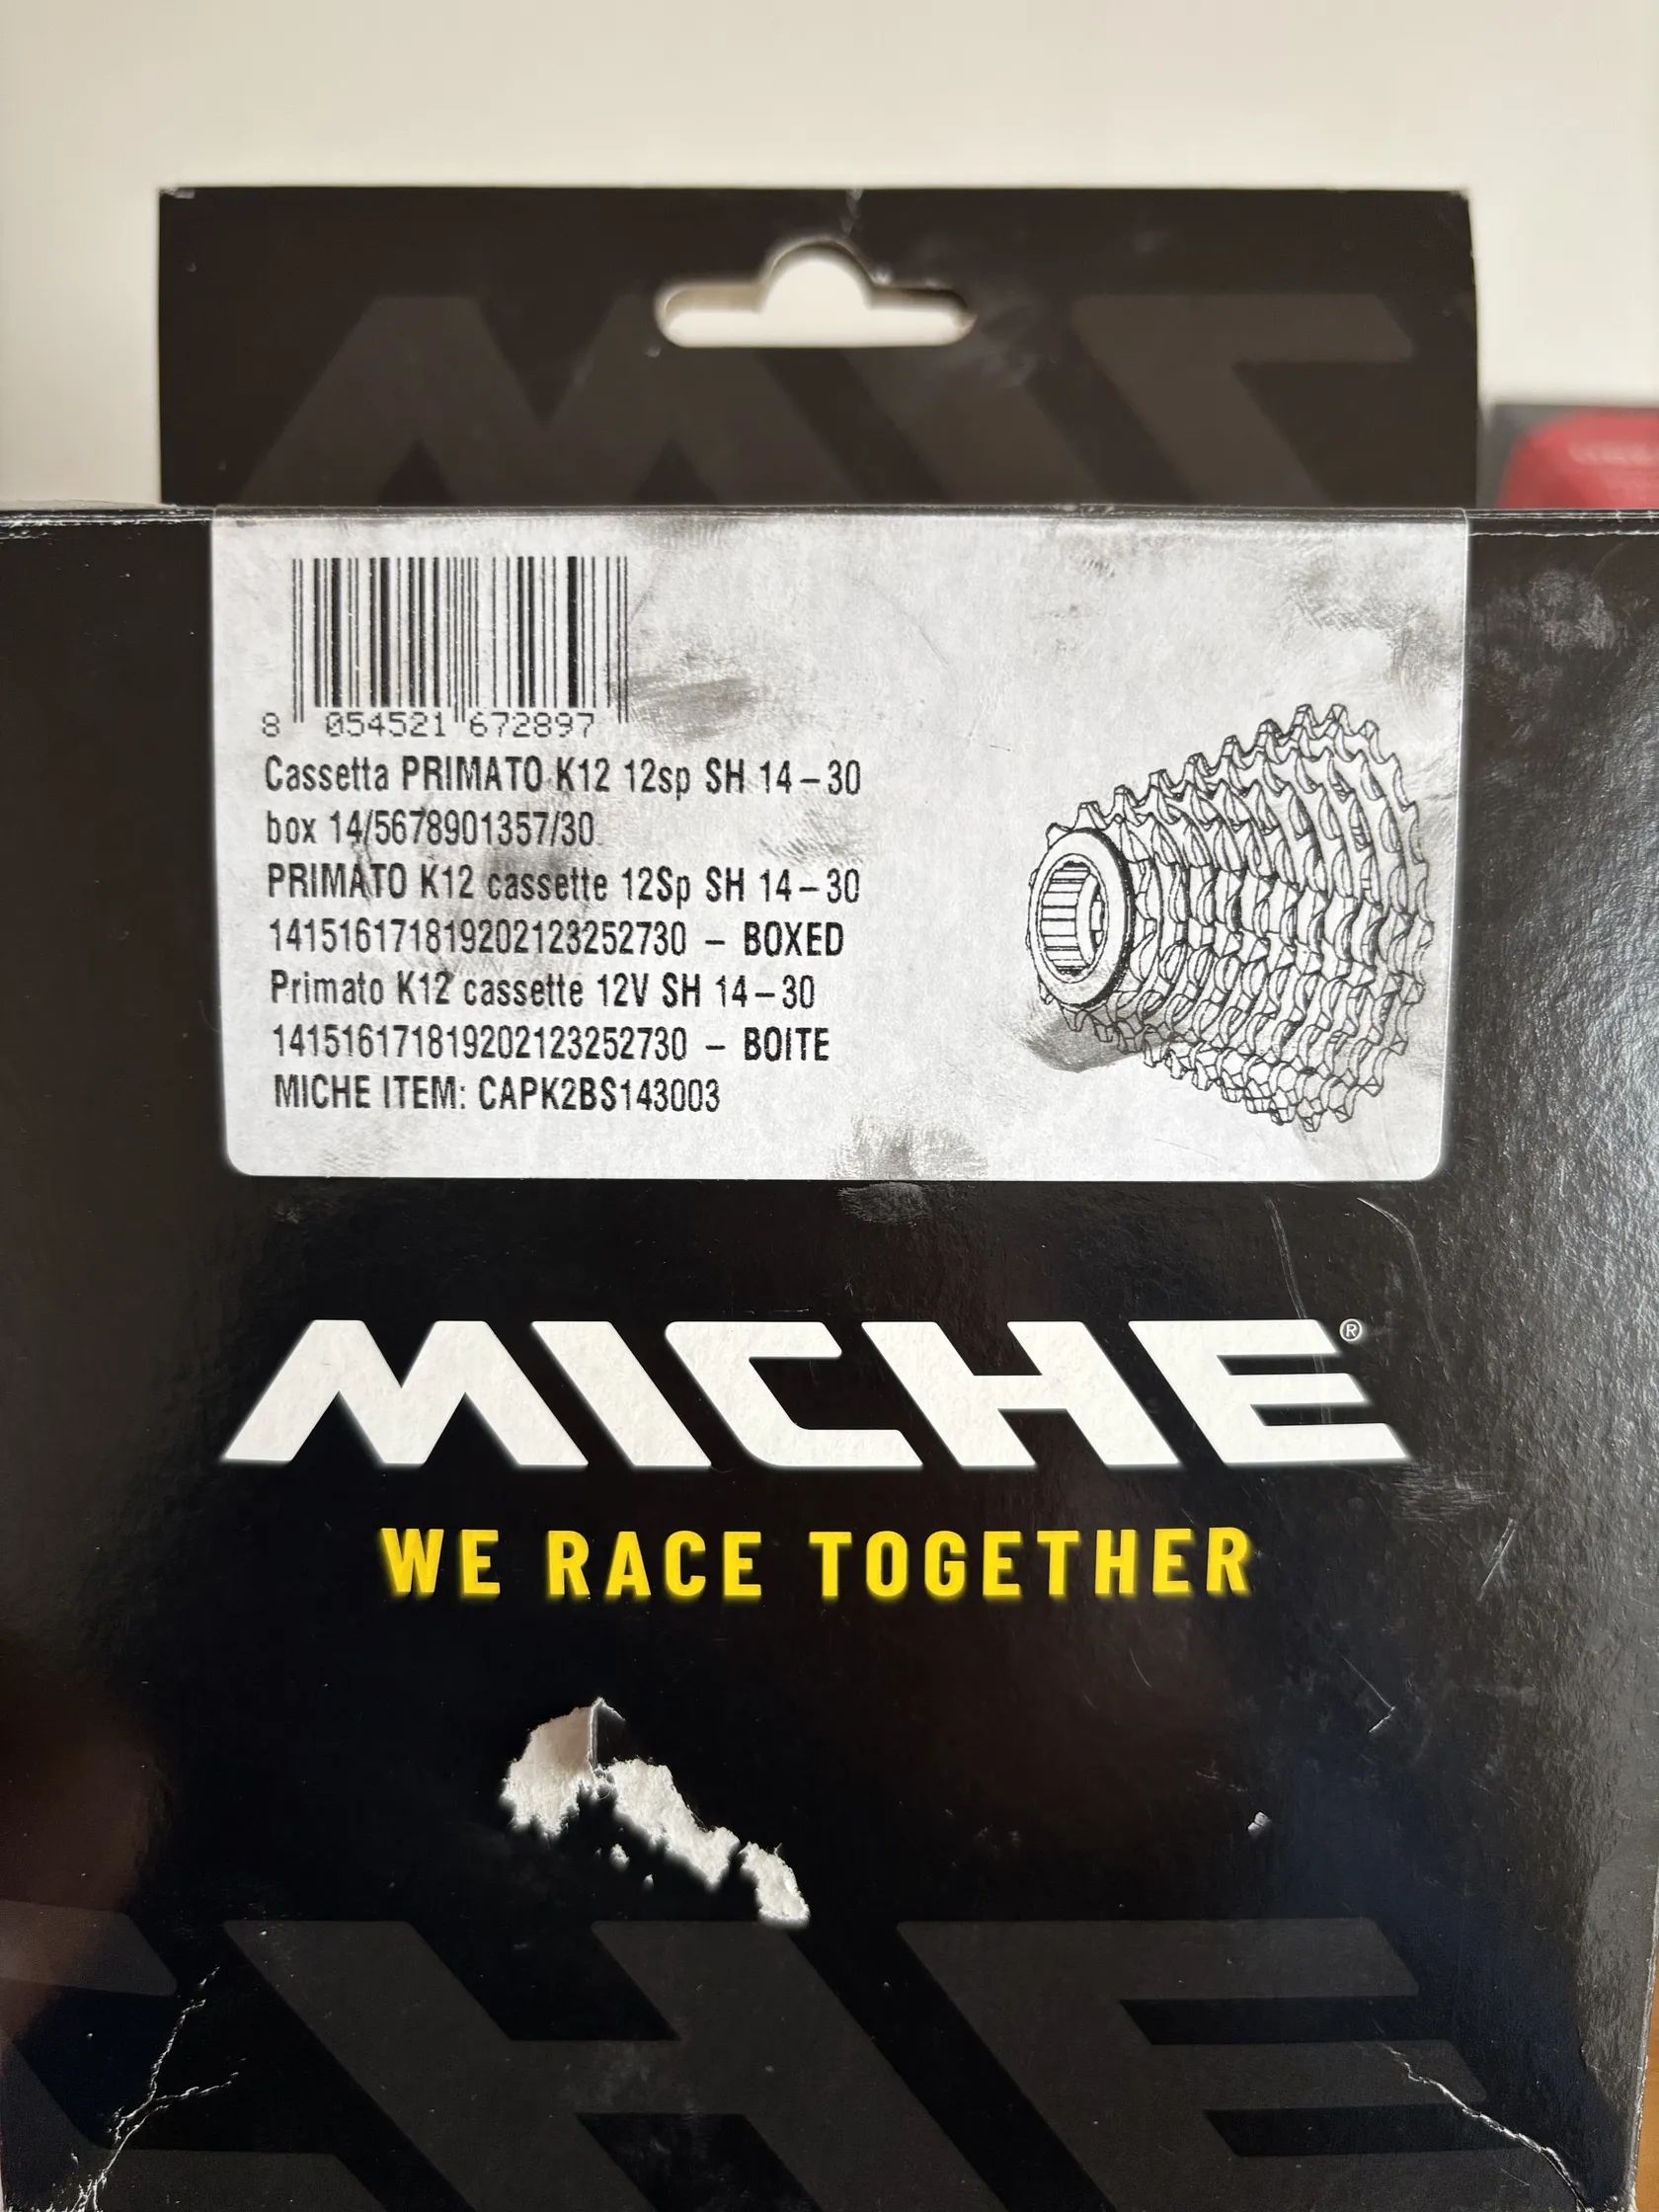 8 054521 672897
Cassetta PRIMATO K12 12sp SH 14-30
box 14/5678901357/30
PRIMATO K12 cassette 12Sp SH 14-30
141516171819202123252730 - BOXED
Primato K12 cassette 12V SH 14-30
141516171819202123252730 - BOITE
MICHE ITEM: CAPK2BS143003
MICHE®
WE RACE TOGETHER